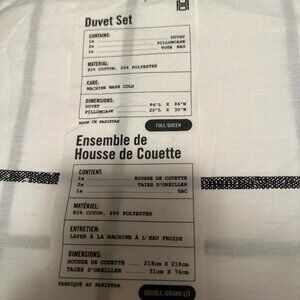 Duvet Set
CONTAINS:
1x DUVET
2x PILLOWCASE
1x TOTE BAG
MATERIAL:
80% COTTON, 20% POLYESTER
CARE:
MACHINE WASH COLD
DIMENSIONS:
DUVET 86"L X 86"W
PILLOWCASE 20"L X 30"W
MADE IN PAKISTAN
FULL/QUEEN
Ensemble de
Housse de Couette
CONTIENT:
1x HOUSSE DE COUETTE
2x TAIES D'OREILLER
1x SAC
MATÉRIEL:
80% COTON, 20% POLYESTER
ENTRETIEN:
LAVER À LA MACHINE À L'EAU FROIDE
DIMENSIONS:
HOUSSE DE COUETTE 218cm X 218cm
TAIES D'OREILLER 51cm X 76cm
FABRIQUÉ AU PAKISTAN
DOUBLE/GRAND LIT